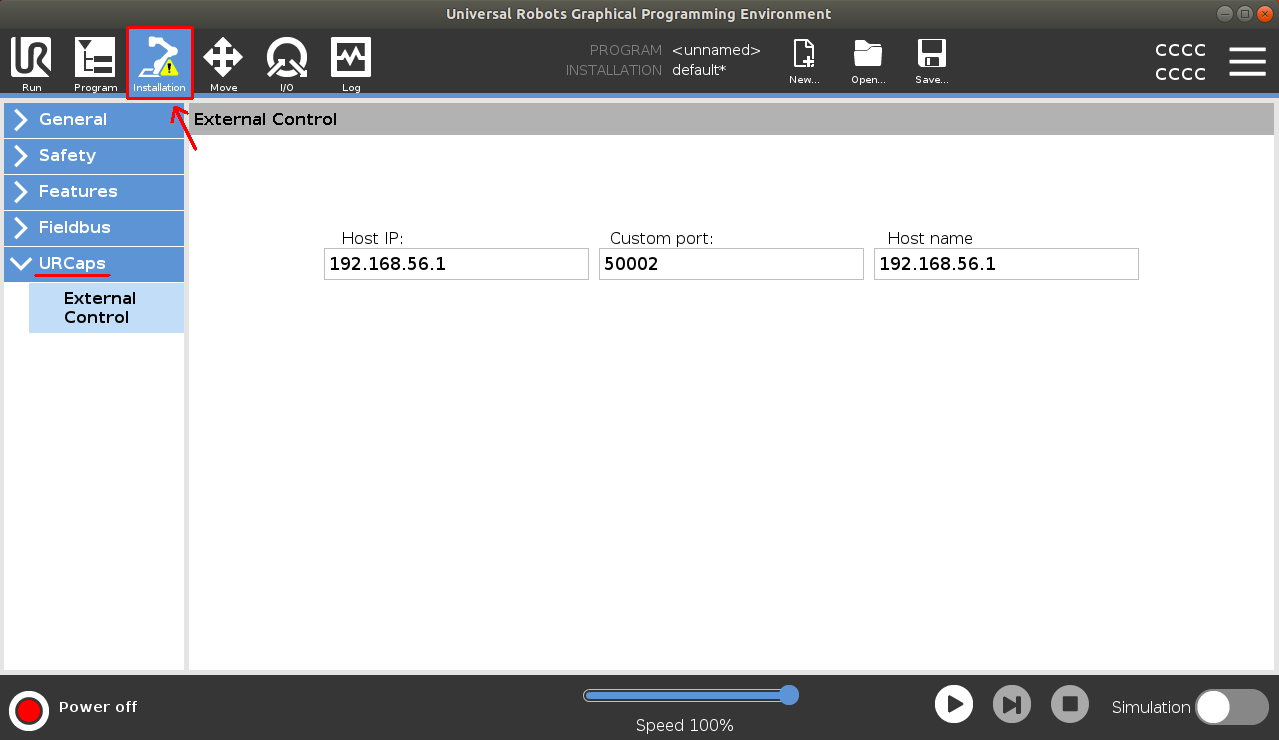 Universal Robots Graphical Programming Environment
PROGRAM <unnamed>
INSTALLATION default*
CCCC
CCCC
UR
Run
Program
Installation
Move
I/O
Log
New...
Open...
Save...
General
Safety
Features
Fieldbus
URCaps
External
Control
External Control
Host IP:
192.168.56.1
Custom port:
50002
Host name
192.168.56.1
Power off
Speed 100%
Simulation